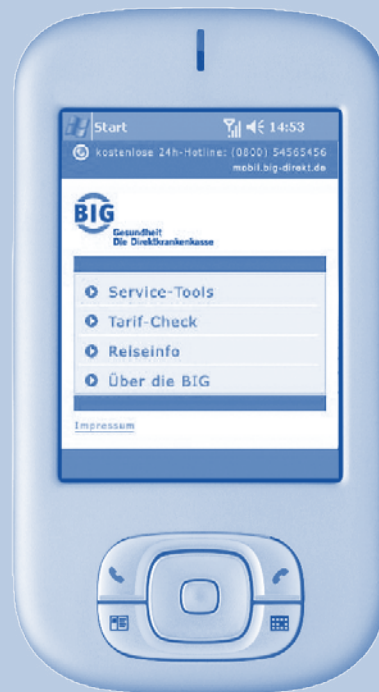 Start 14:53
kostenlose 24h-Hotline: (0800) 54565456
mobil.big-direkt.de
BIG
Gesundheit
Die Direktkrankenkasse
Service-Tools
Tarif-Check
Reiseinfo
Über die BIG
Impressum